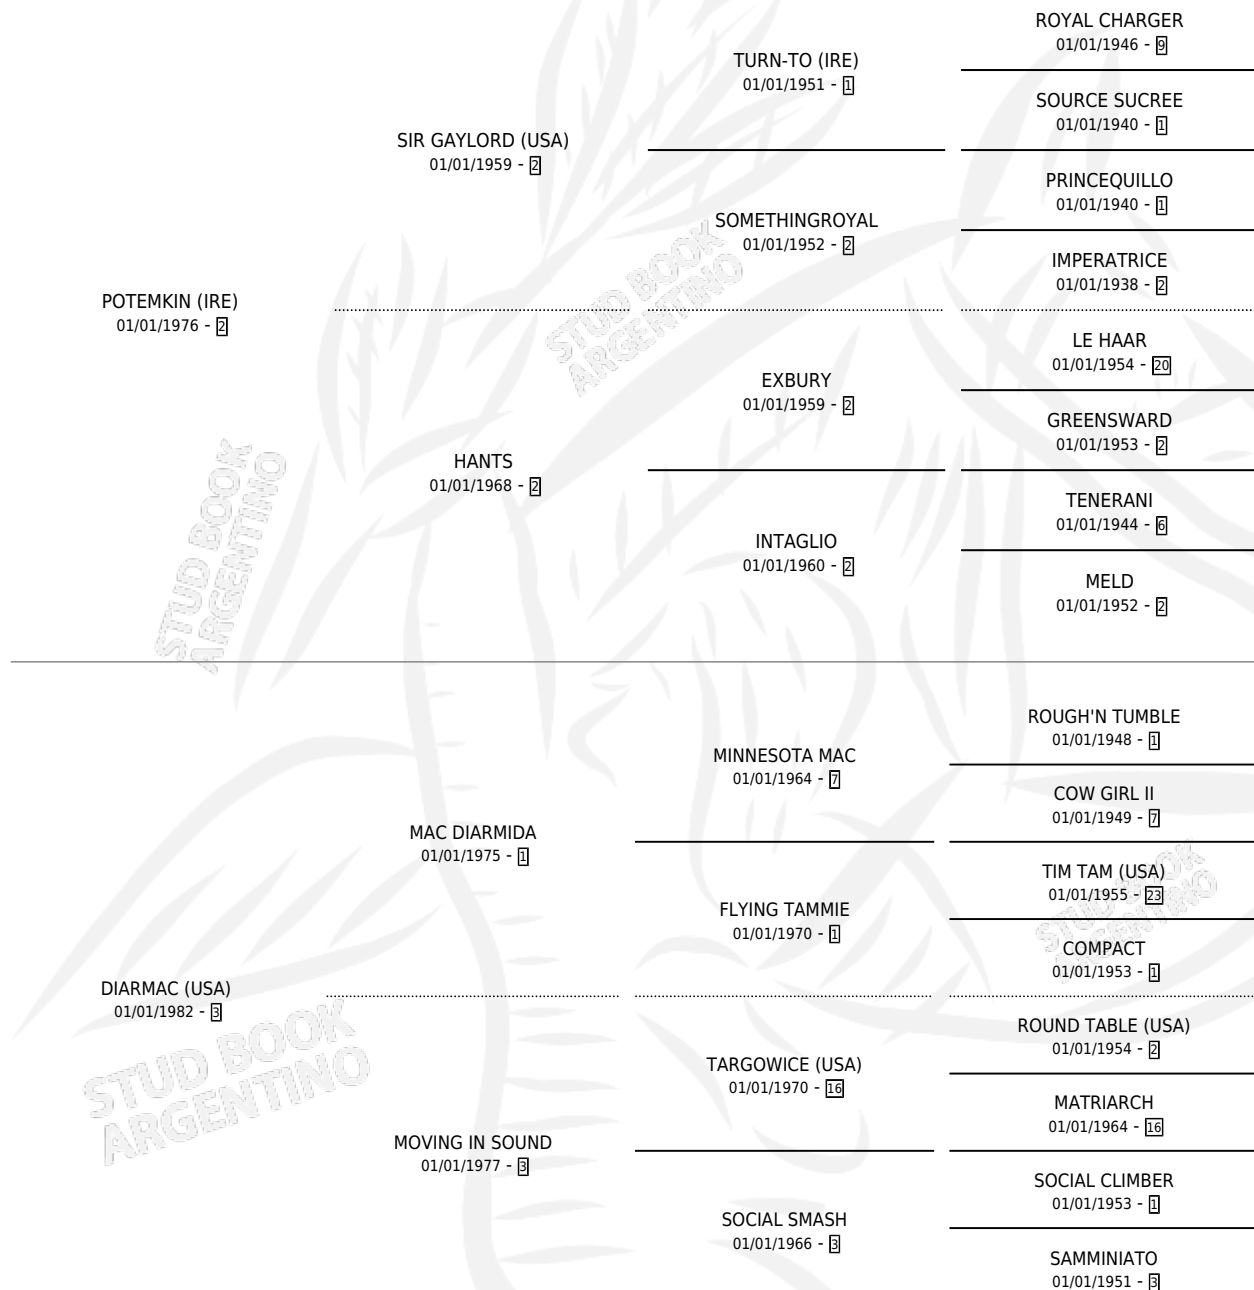 ROYAL CHARGER
01/01/1946 - 9
TURN-TO (IRE)
01/01/1951 - 1
SOURCE SUCREE
01/01/1940 - 1
SIR GAYLORD (USA)
01/01/1959 - 2
PRINCEQUILLO
01/01/1940 - 1
SOMETHINGROYAL
01/01/1952 - 2
IMPERATRICE
01/01/1938 - 2
POTEMKIN (IRE)
01/01/1976 - 2
LE HAAR
01/01/1954 - 20
EXBURY
01/01/1959 - 2
GREENSWARD
01/01/1953 - 2
HANTS
01/01/1968 - 2
TENERANI
01/01/1944 - 6
INTAGLIO
01/01/1960 - 2
MELD
01/01/1952 - 2
STUD BOOK
ARGENTINO
STUD BOOK
ARGENTINO
ROUGH'N TUMBLE
01/01/1948 - 1
MINNESOTA MAC
01/01/1964 - 7
COW GIRL II
01/01/1949 - 7
MAC DIARMIDA
01/01/1975 - 1
TIM TAM (USA)
01/01/1955 - 23
FLYING TAMMIE
01/01/1970 - 1
COMPACT
01/01/1953 - 1
DIARMAC (USA)
01/01/1982 - 3
ROUND TABLE (USA)
01/01/1954 - 2
TARGOWICE (USA)
01/01/1970 - 16
MATRIARCH
01/01/1964 - 16
MOVING IN SOUND
01/01/1977 - 3
SOCIAL CLIMBER
01/01/1953 - 1
SOCIAL SMASH
01/01/1966 - 3
SAMMINIATO
01/01/1951 - 3
STUD BOOK
ARGENTINO
STUD BOOK
ARGENTINO